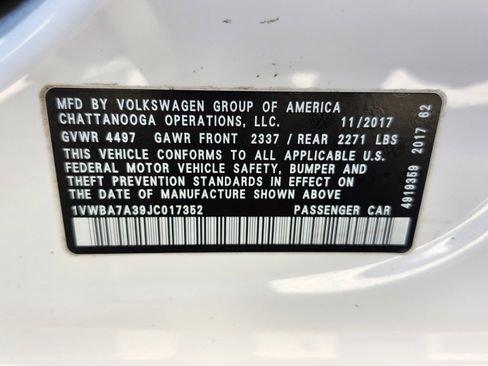 MFD BY VOLKSWAGEN GROUP OF AMERICA
CHATTANOOGA OPERATIONS, LLC. 11/2017
GVWR 4497 GAWR FRONT 2337/ REAR 2271 LBS
THIS VEHICLE CONFORMS TO ALL APPLICABLE U.S.
FEDERAL MOTOR VEHICLE SAFETY, BUMPER AND
THEFT PREVENTION STANDARDS IN EFFECT ON
THE DATE OF MANUFACTURE SHOWN ABOVE
1VWBA7A39JC017352 PASSENGER CAR
4919359 2017 62